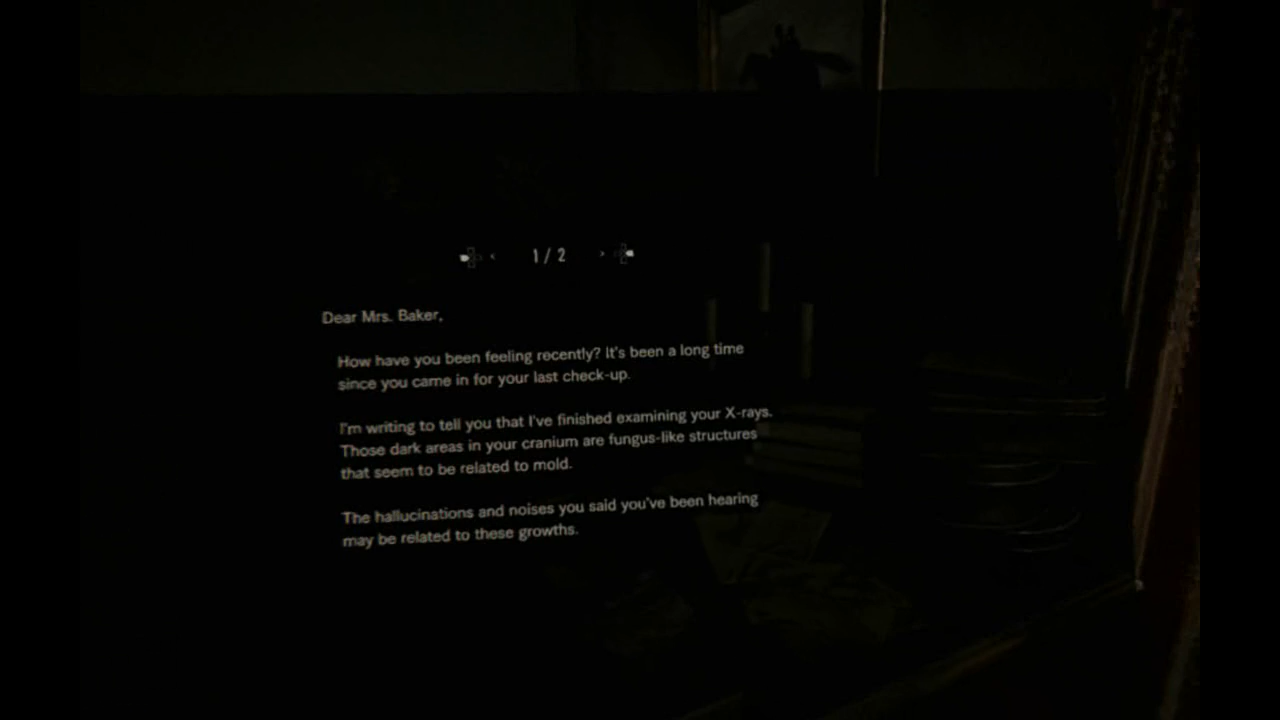 < 1 / 2 >
Dear Mrs. Baker,
How have you been feeling recently? It's been a long time
since you came in for your last check-up.
I'm writing to tell you that I've finished examining your X-rays.
Those dark areas in your cranium are fungus-like structures
that seem to be related to mold.
The hallucinations and noises you said you've been hearing
may be related to these growths.